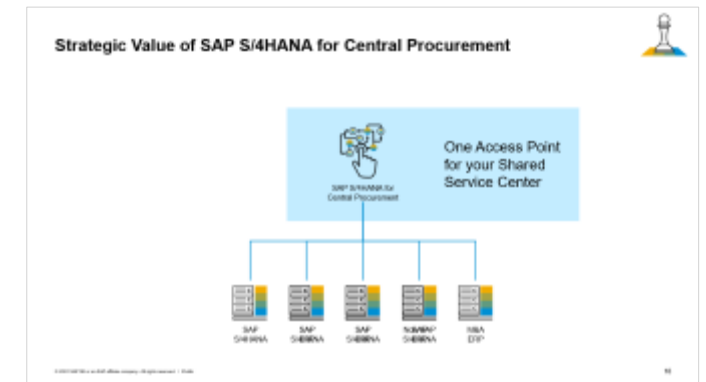 Strategic Value of SAP S/4HANA for Central Procurement
One Access Point
for your Shared
Service Center
SAP S/4HANA for
Central Procurement
SAP
S/4HANA
SAP
SAP
M&A
ERP